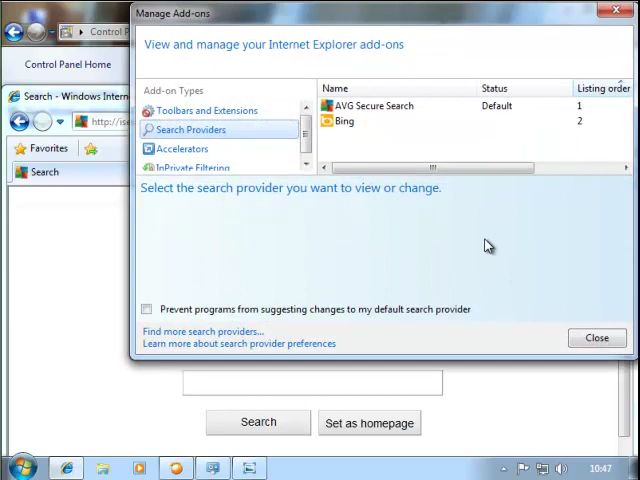 Manage Add-ons
Control P
View and manage your Internet Explorer add-ons
Control Panel Home
Add-on Types
Name
Status
Listing order
Search - Windows Intern
Toolbars and Extensions
AVG Secure Search
Default
1
Search Providers
Bing
2
http://ise
Accelerators
Favorites
InPrivate Filtering
Search
Select the search provider you want to view or change.
Prevent programs from suggesting changes to my default search provider
Find more search providers...
Learn more about search provider preferences
Close
Search
Set as homepage
10:47